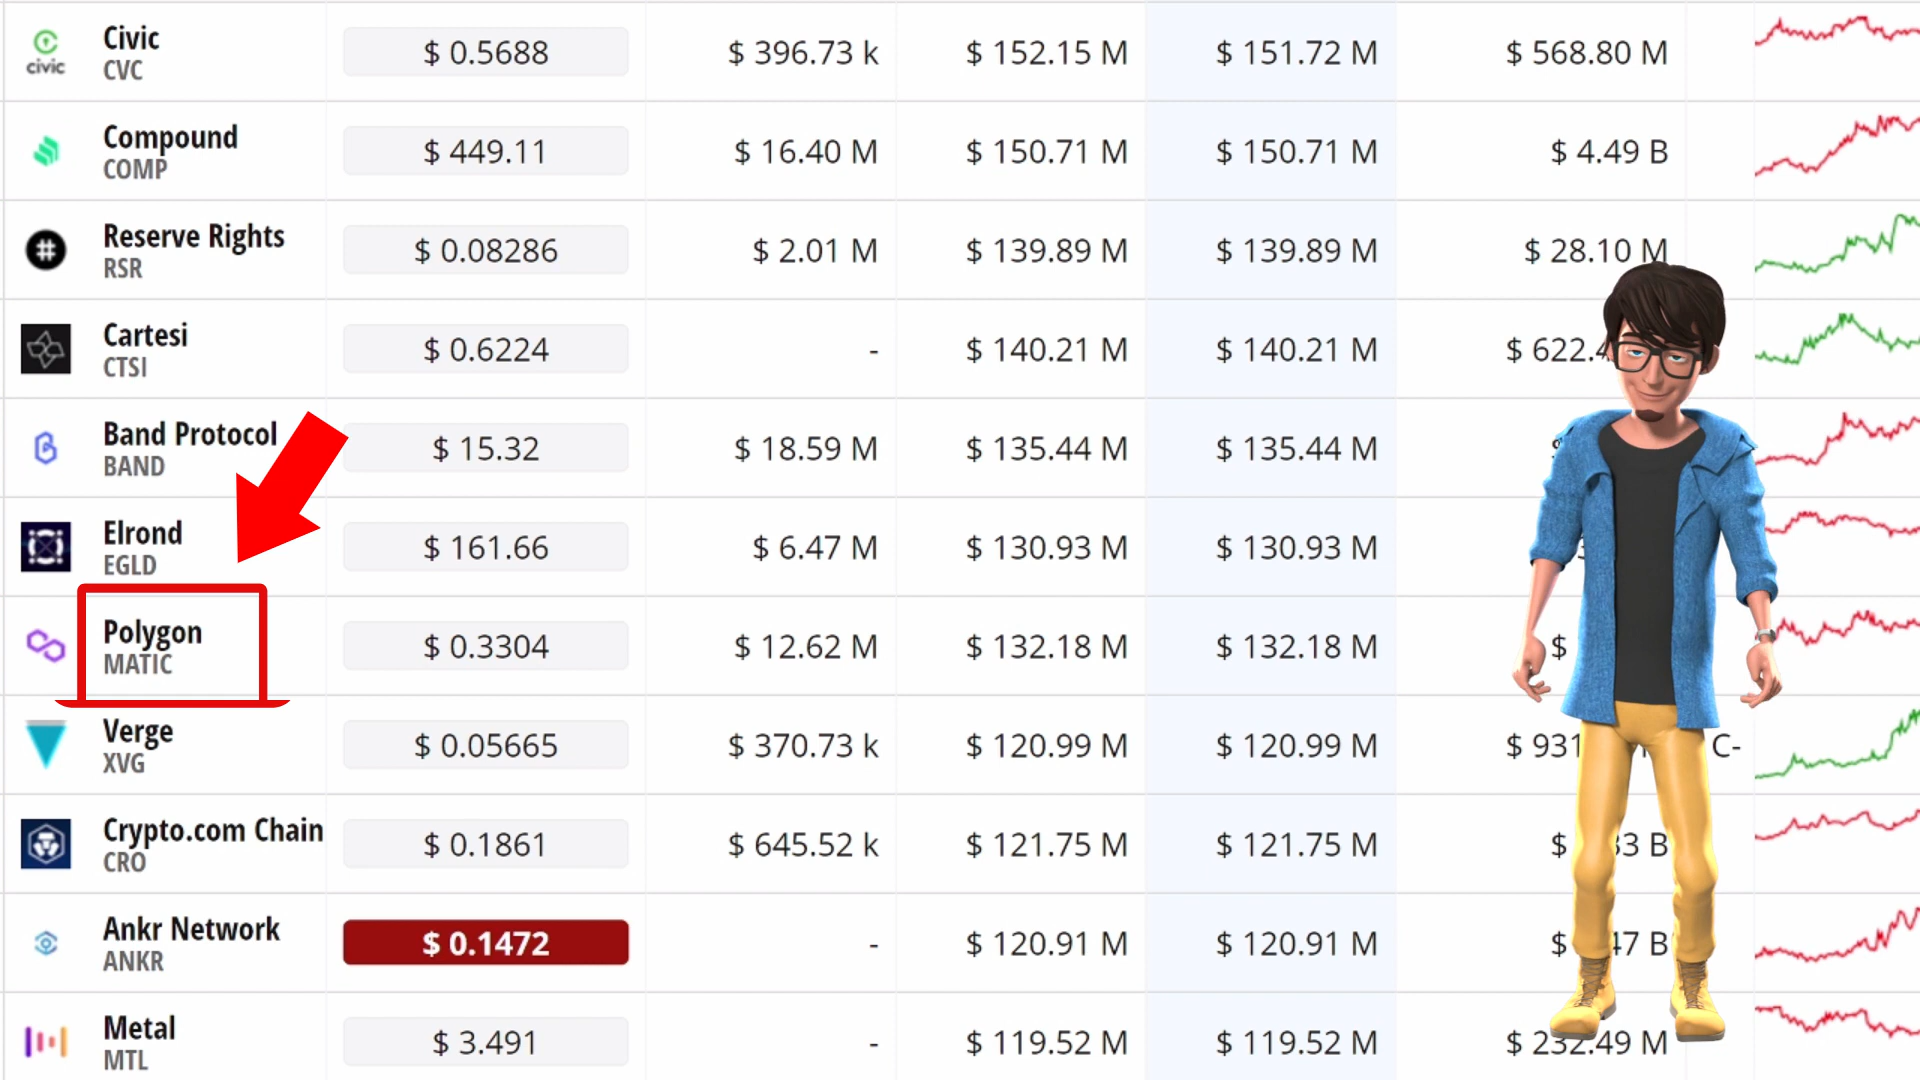 civic
Civic $ 0.5688 $ 396.73 k $ 152.15 M $ 151.72 M $ 568.80 M
CVC
Compound $ 449.11 $ 16.40 M $ 150.71 M $ 150.71 M $ 4.49 B
COMP
Reserve Rights $ 0.08286 $ 2.01 M $ 139.89 M $ 139.89 M $ 28.10 M
RSR
Cartesi $ 0.6224 - $ 140.21 M $ 140.21 M $ 622.
CTSI
Band Protocol $ 15.32 $ 18.59 M $ 135.44 M $ 135.44 M
BAND
Elrond $ 161.66 $ 6.47 M $ 130.93 M $ 130.93 M
EGLD
Polygon $ 0.3304 $ 12.62 M $ 132.18 M $ 132.18 M $
MATIC
Verge $ 0.05665 $ 370.73 k $ 120.99 M $ 120.99 M $ 931 C-
XVG
Crypto.com Chain $ 0.1861 $ 645.52 k $ 121.75 M $ 121.75 M $ 3 B
CRO
Ankr Network $ 0.1472 - $ 120.91 M $ 120.91 M $ 47 B
ANKR
Metal $ 3.491 - $ 119.52 M $ 119.52 M $ 232.49 M
MTL